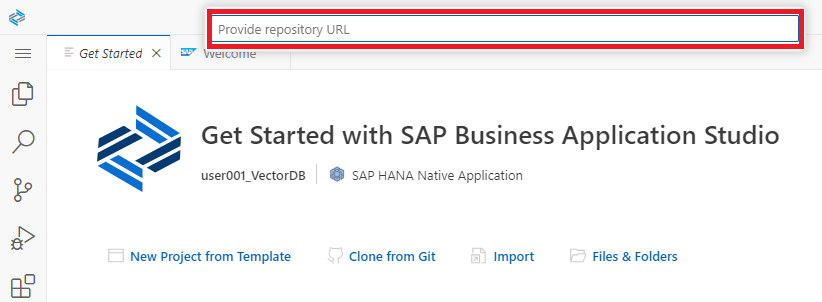 Provide repository URL
Get Started
SAP Welcome
Get Started with SAP Business Application Studio
user001_VectorDB SAP HANA Native Application
New Project from Template Clone from Git Import Files & Folders